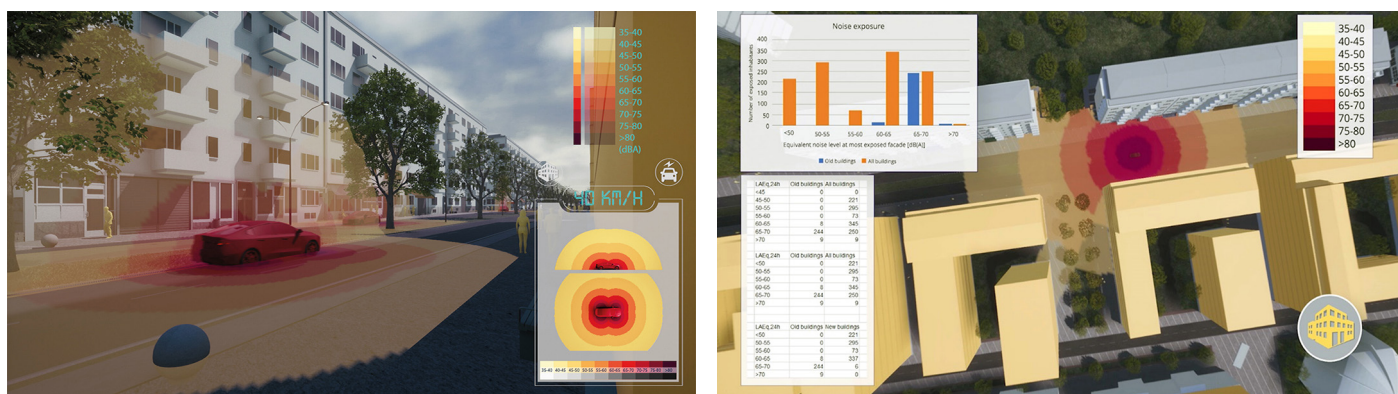 35-40
40-45
45-50
50-55
55-60
60-65
65-70
70-75
75-80
>80
(dBA)
40 KM/H
35-40 40-45 45-50 50-55 55-60 60-65 65-70 70-75 75-80 >80
Noise exposure
Number of exposed inhabitants
400
350
300
250
200
150
100
50
0
<50 50-55 55-60 60-65 65-70 >70
Equivalent noise level at most exposed facade [dB(A)]
Old buildings All buildings
LAEq,24h Old buildings All buildings
<45 0 0
45-50 0 221
50-55 0 295
55-60 0 73
60-65 8 345
65-70 244 250
>70 9 9
LAEq,24h Old buildings All buildings
<50 0 221
50-55 0 295
55-60 0 73
60-65 8 345
65-70 244 250
>70 9 9
LAEq,24h Old buildings New buildings
<50 0 221
50-55 0 295
55-60 0 73
60-65 8 337
65-70 244 6
>70 9 0
35-40
40-45
45-50
50-55
55-60
60-65
65-70
70-75
75-80
>80